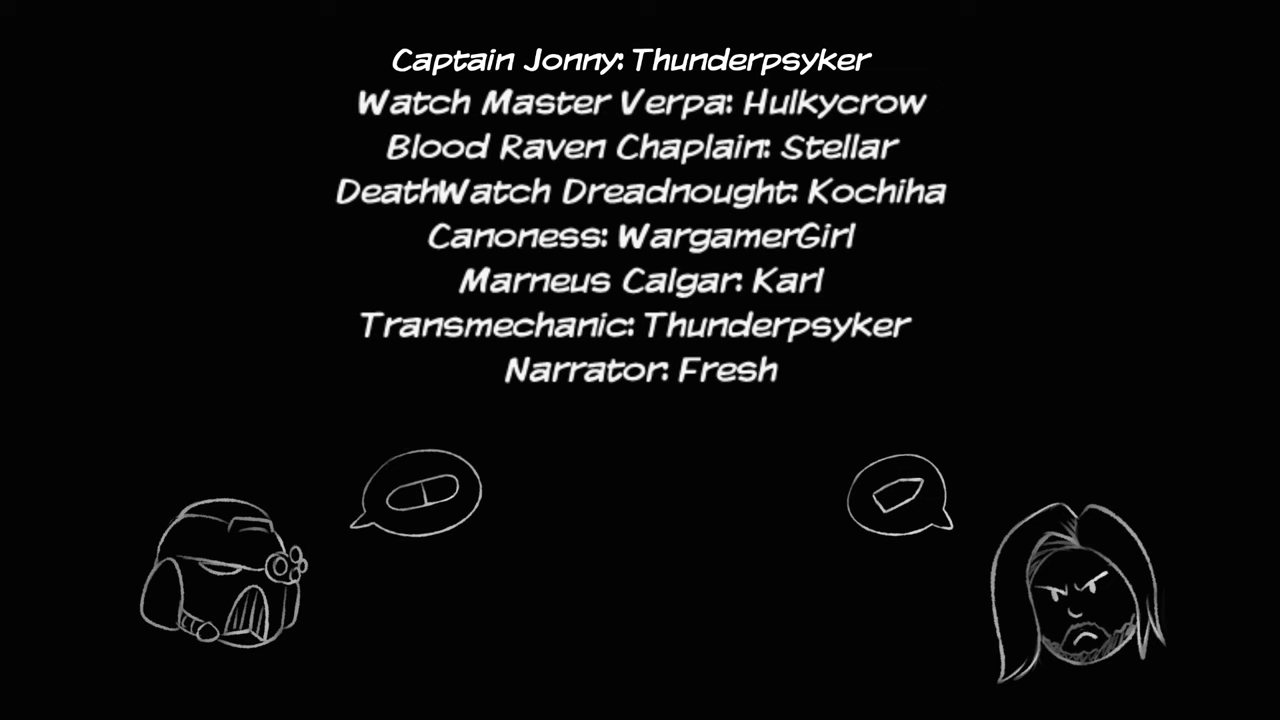 Captain Jonny: Thunderpsyker
Watch Master Verpa: Hulkycrow
Blood Raven Chaplain: Stellar
DeathWatch Dreadnought: Kochiha
Canoness: WargamerGirl
Marneus Calgar: Karl
Transmechanic: Thunderpsyker
Narrator: Fresh